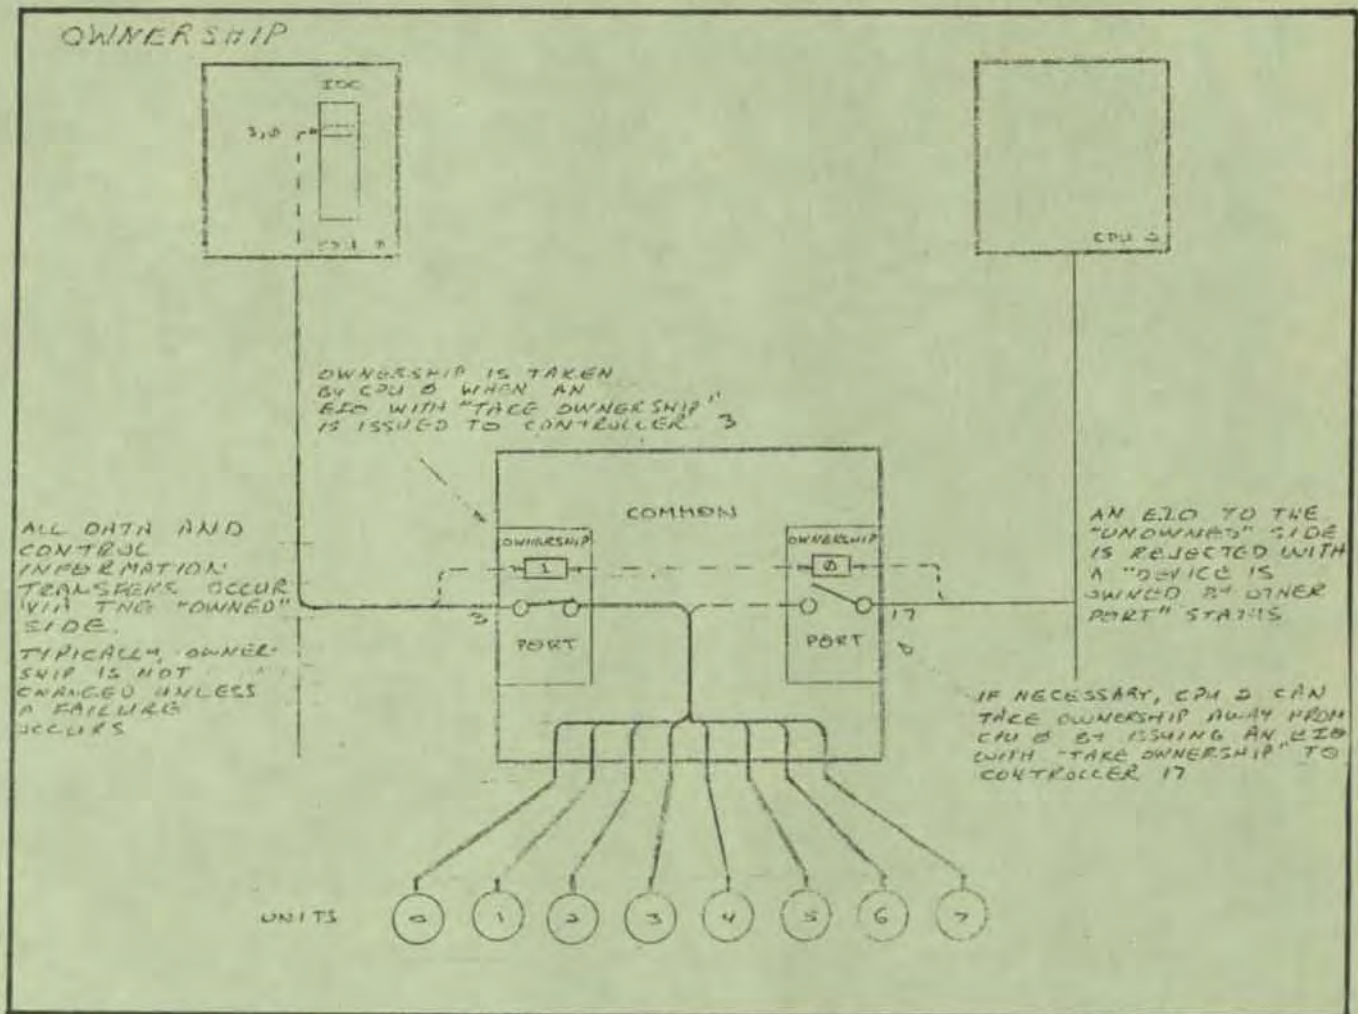 OWNERSHIP
IOC
3,0
CPU 0
CPU
OWNERSHIP IS TAKEN
BY CPU 0 WHEN AN
EIO WITH "TAKE OWNERSHIP"
IS ISSUED TO CONTROLLER 3
ALL DATA AND
CONTROL
INFORMATION
TRANSFERS OCCUR
VIA THE "OWNED"
SIDE.
TYPICALLY, OWNER-
SHIP IS NOT
CHANGED UNLESS
A FAILURE
OCCURS
COMMON
OWNERSHIP
1
3
PORT
OWNERSHIP
0
17
PORT
AN EIO TO THE
"UNOWNED" SIDE
IS REJECTED WITH
A "DEVICE IS
OWNED BY OTHER
PORT" STATUS
IF NECESSARY, CPU CAN
TAKE OWNERSHIP AWAY FROM
CPU 0 BY ISSUING AN EIO
WITH "TAKE OWNERSHIP" TO
CONTROLLER 17
UNITS 0 1 2 3 4 5 6 7